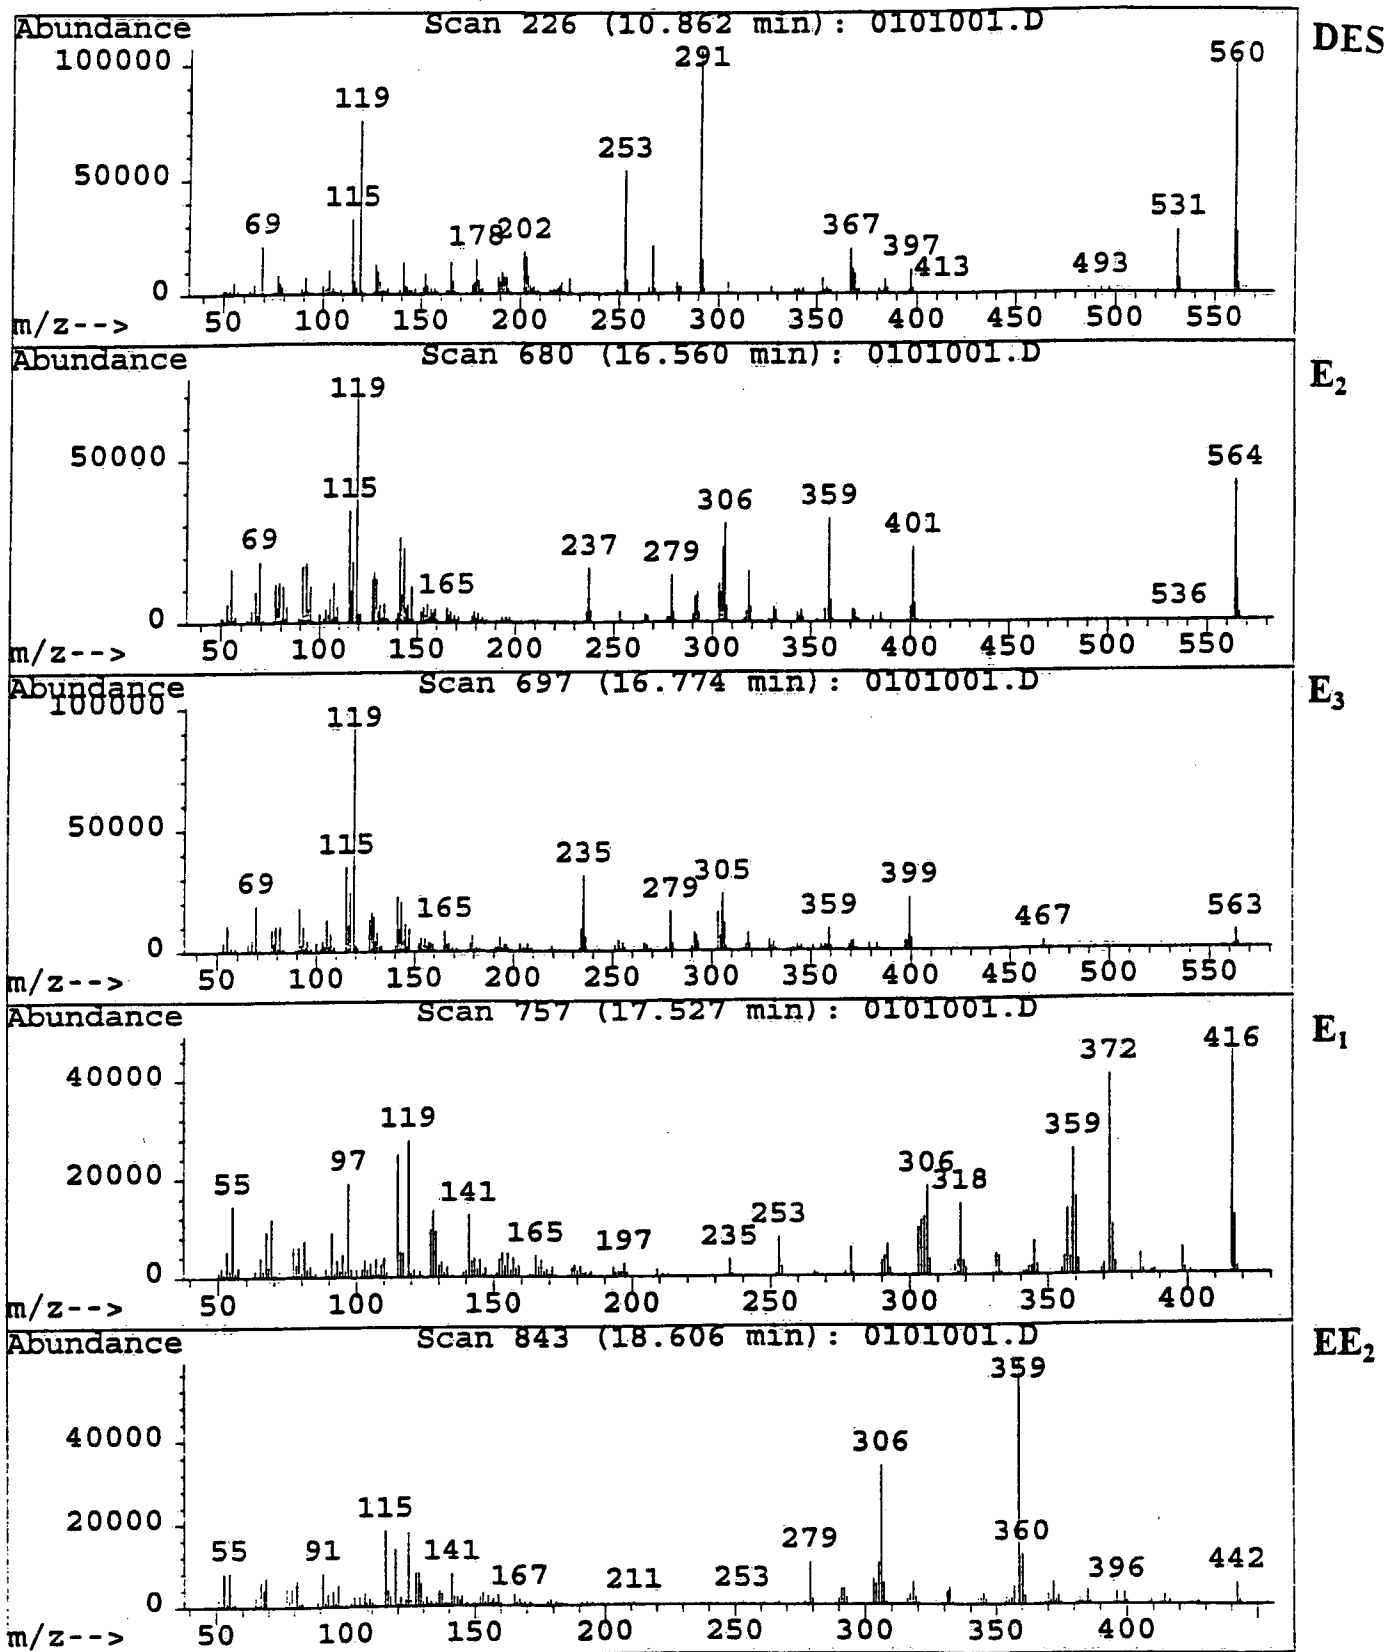 Abundance Scan 226 (10.862 min): 0101001.D DES
100000 291 560
119
253
50000 115 531
69 178 202 367 397 413 493
0
m/z--> 50 100 150 200 250 300 350 400 450 500 550
Abundance Scan 680 (16.560 min): 0101001.D E₂
119
50000 564
115 306 359
69 237 279 401
165 536
0
m/z--> 50 100 150 200 250 300 350 400 450 500 550
Abundance Scan 697 (16.774 min): 0101001.D E₃
100000 119
50000
115 235
69 279 305 399
165 359 467 563
0
m/z--> 50 100 150 200 250 300 350 400 450 500 550
Abundance Scan 757 (17.527 min): 0101001.D E₁
372 416
40000
119 359
97
20000 55 141 306 318
165 197 235 253
0
m/z--> 50 100 150 200 250 300 350 400
Abundance Scan 843 (18.606 min): 0101001.D EE₂
359
40000 306
20000 115 360
55 91 141 279
167 211 253 396 442
0
m/z--> 50 100 150 200 250 300 350 400